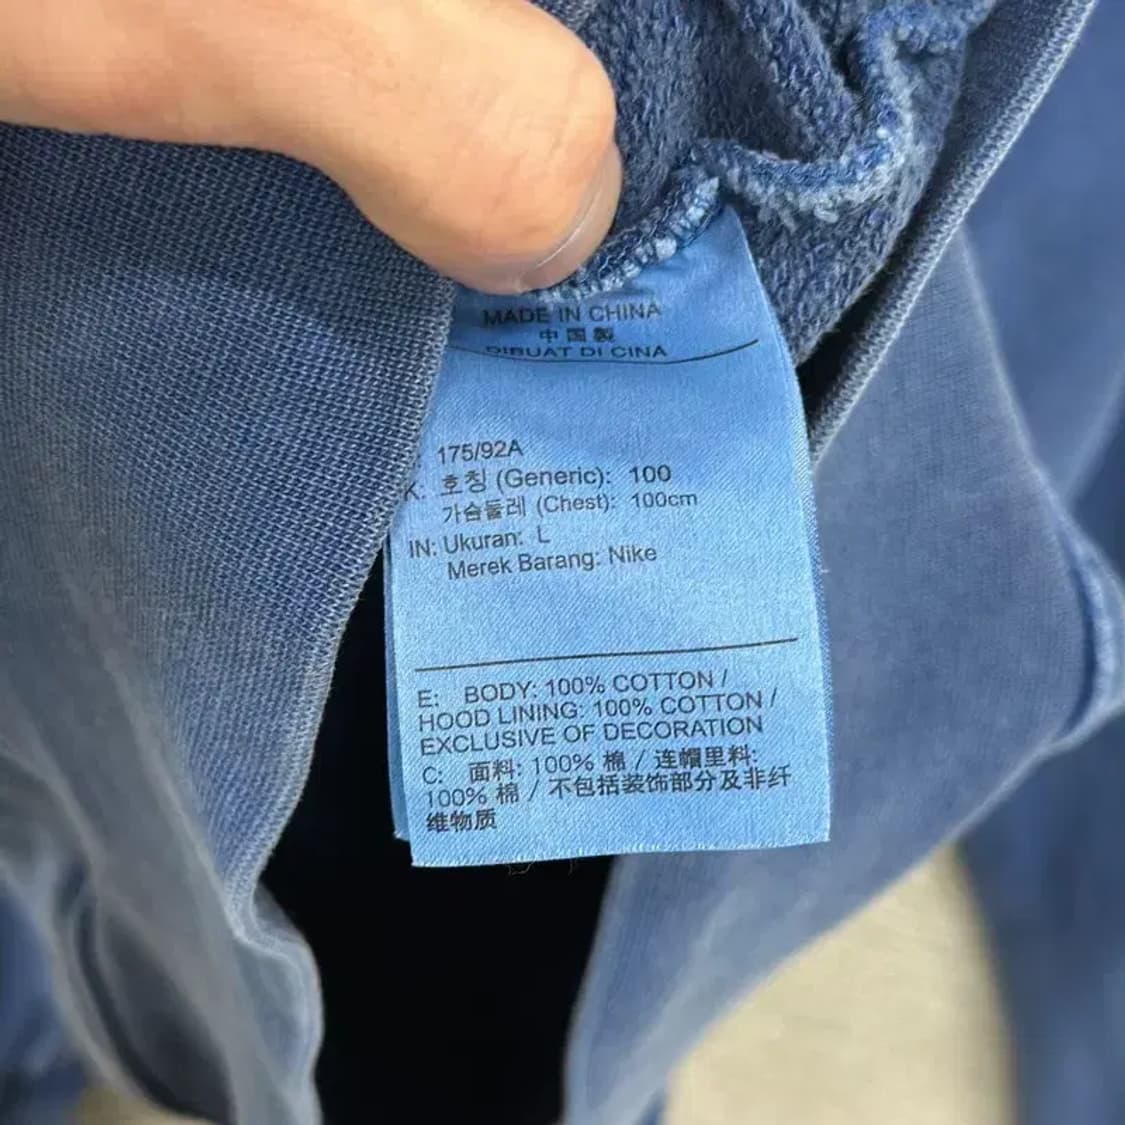 MADE IN CHINA
中国製
DIBUAT DI CINA
175/92A
K: 호칭 (Generic): 100
가슴둘레 (Chest): 100cm
IN: Ukuran: L
Merek Barang: Nike
E: BODY: 100% COTTON /
HOOD LINING: 100% COTTON /
EXCLUSIVE OF DECORATION
C: 面料: 100% 棉 / 连帽里料:
100% 棉 / 不包括装饰部分及非纤
维物质